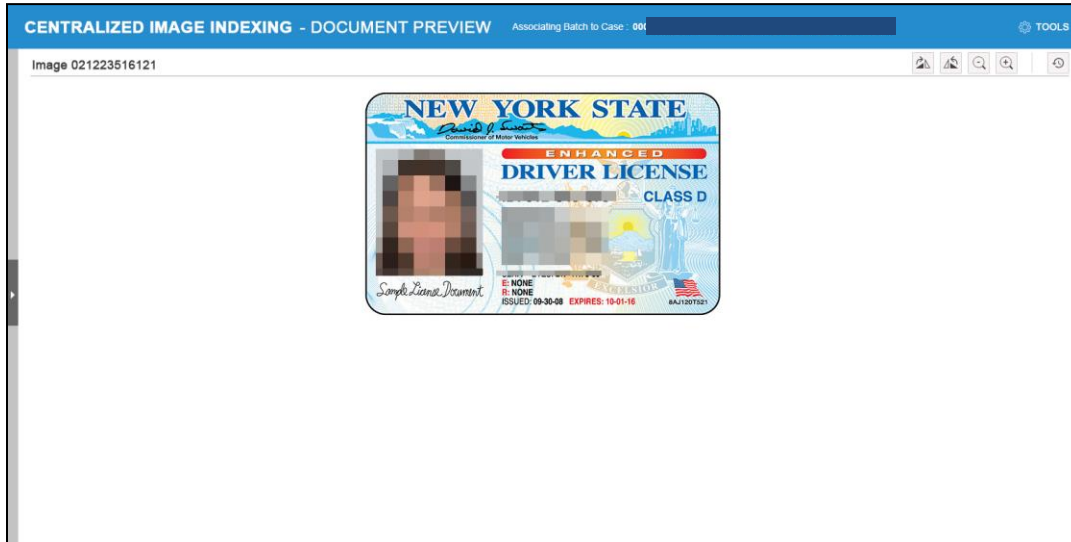 CENTRALIZED IMAGE INDEXING - DOCUMENT PREVIEW Associating Batch to Case : 000 TOOLS
Image 021223516121
NEW YORK STATE
David J. Swarts
Commissioner of Motor Vehicles
ENHANCED
DRIVER LICENSE
CLASS D
Sample License Document
E: NONE
R: NONE
ISSUED: 09-30-08 EXPIRES: 10-01-16
EXCELSIOR
8AJ120T521